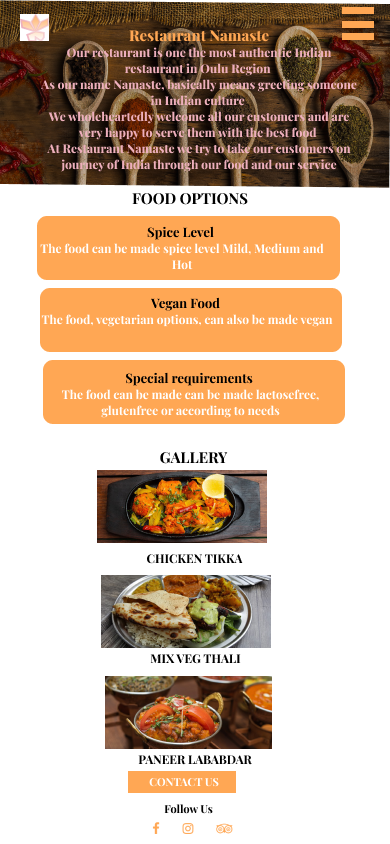 Restaurant Namaste
Our restaurant is one the most authentic Indian
restaurant in Oulu Region
As our name Namaste, basically means greeting someone
in Indian culture
We wholeheartedly welcome all our customers and are
very happy to serve them with the best food
At Restaurant Namaste we try to take our customers on
journey of India through our food and our service
FOOD OPTIONS
Spice Level
The food can be made spice level Mild, Medium and
Hot
Vegan Food
The food, vegetarian options, can also be made vegan
Special requirements
The food can be made can be made lactosefree,
glutenfree or according to needs
GALLERY
CHICKEN TIKKA
MIX VEG THALI
PANEER LABABDAR
CONTACT US
Follow Us